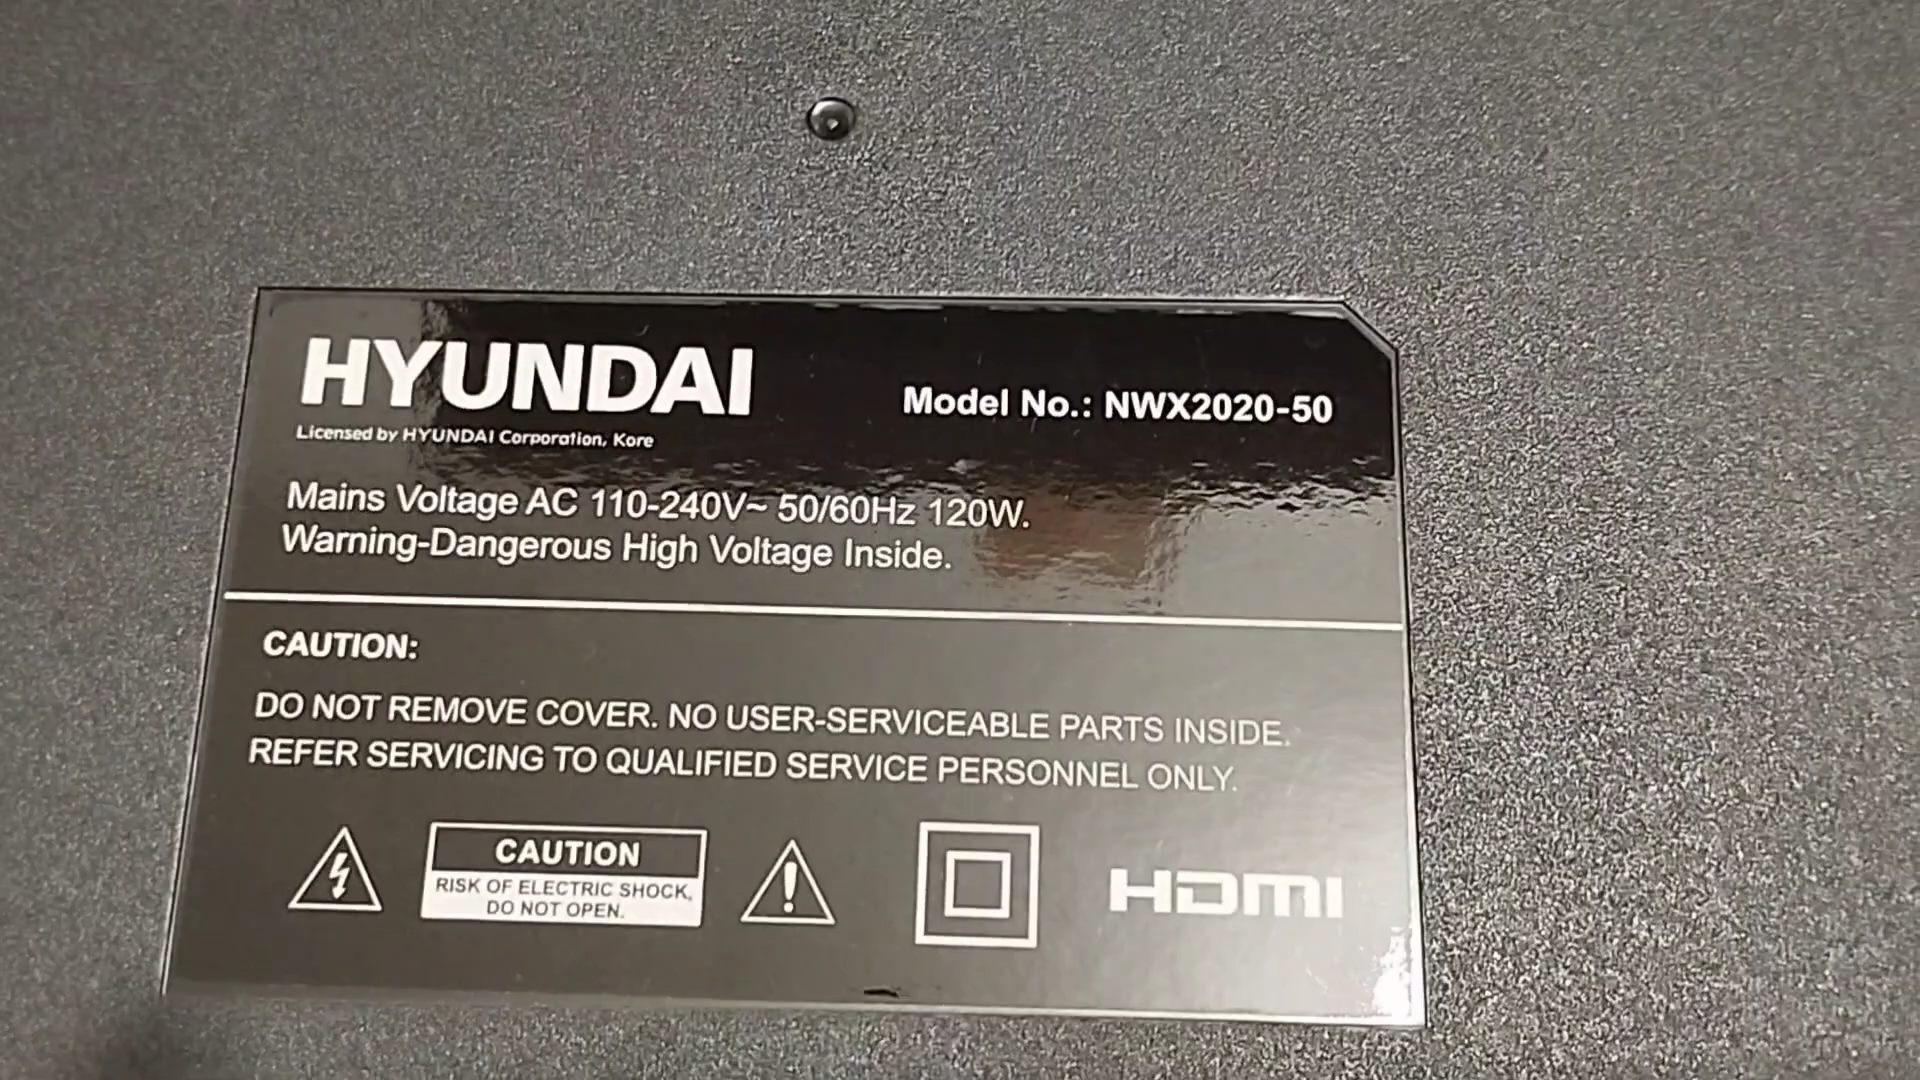 HYUNDAI
Licensed by HYUNDAI Corporation, Kore
Model No.: NWX2020-50
Mains Voltage AC 110-240V~ 50/60Hz 120W.
Warning-Dangerous High Voltage Inside.
CAUTION:
DO NOT REMOVE COVER. NO USER-SERVICEABLE PARTS INSIDE.
REFER SERVICING TO QUALIFIED SERVICE PERSONNEL ONLY.
CAUTION
RISK OF ELECTRIC SHOCK,
DO NOT OPEN.
HDMI